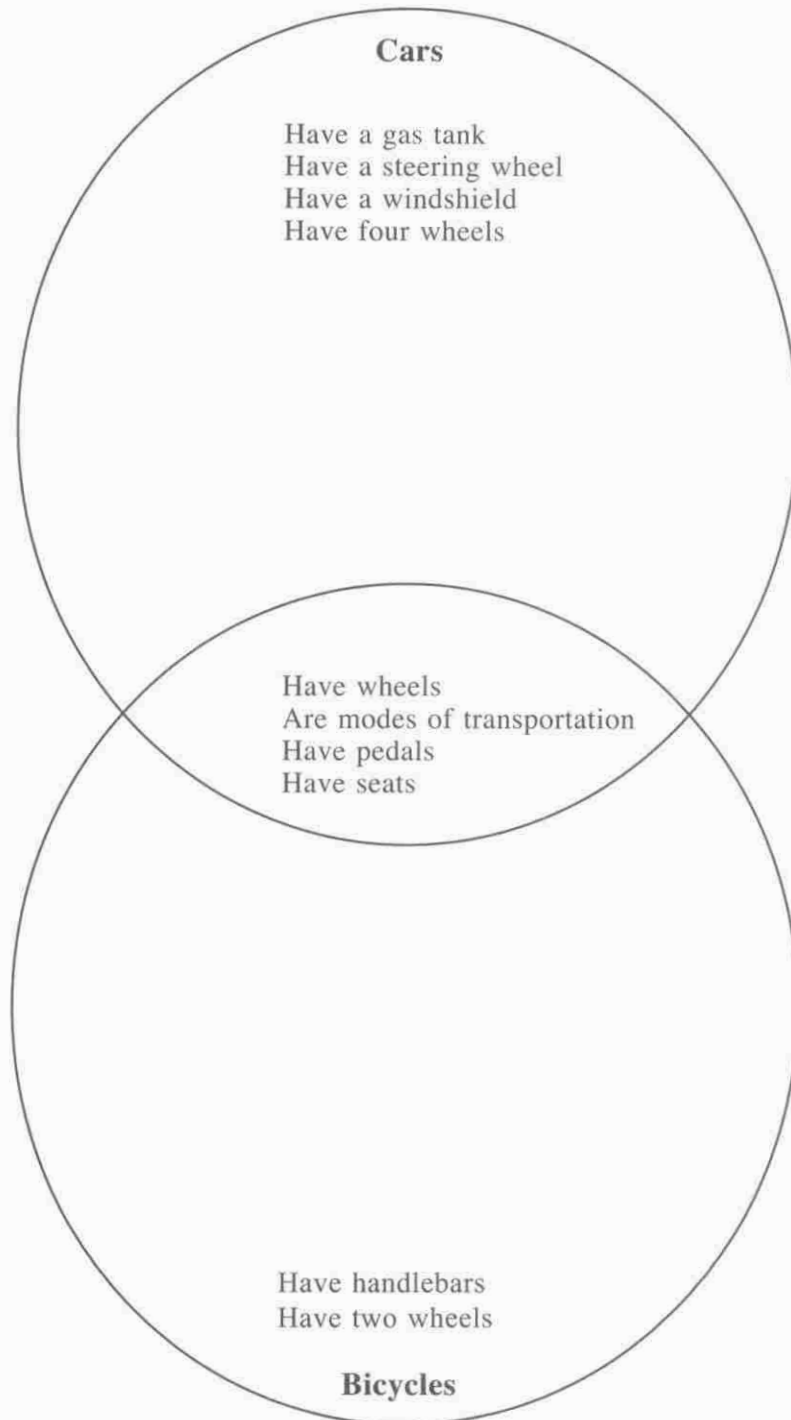 Cars
Have a gas tank
Have a steering wheel
Have a windshield
Have four wheels
Have wheels
Are modes of transportation
Have pedals
Have seats
Have handlebars
Have two wheels
Bicycles